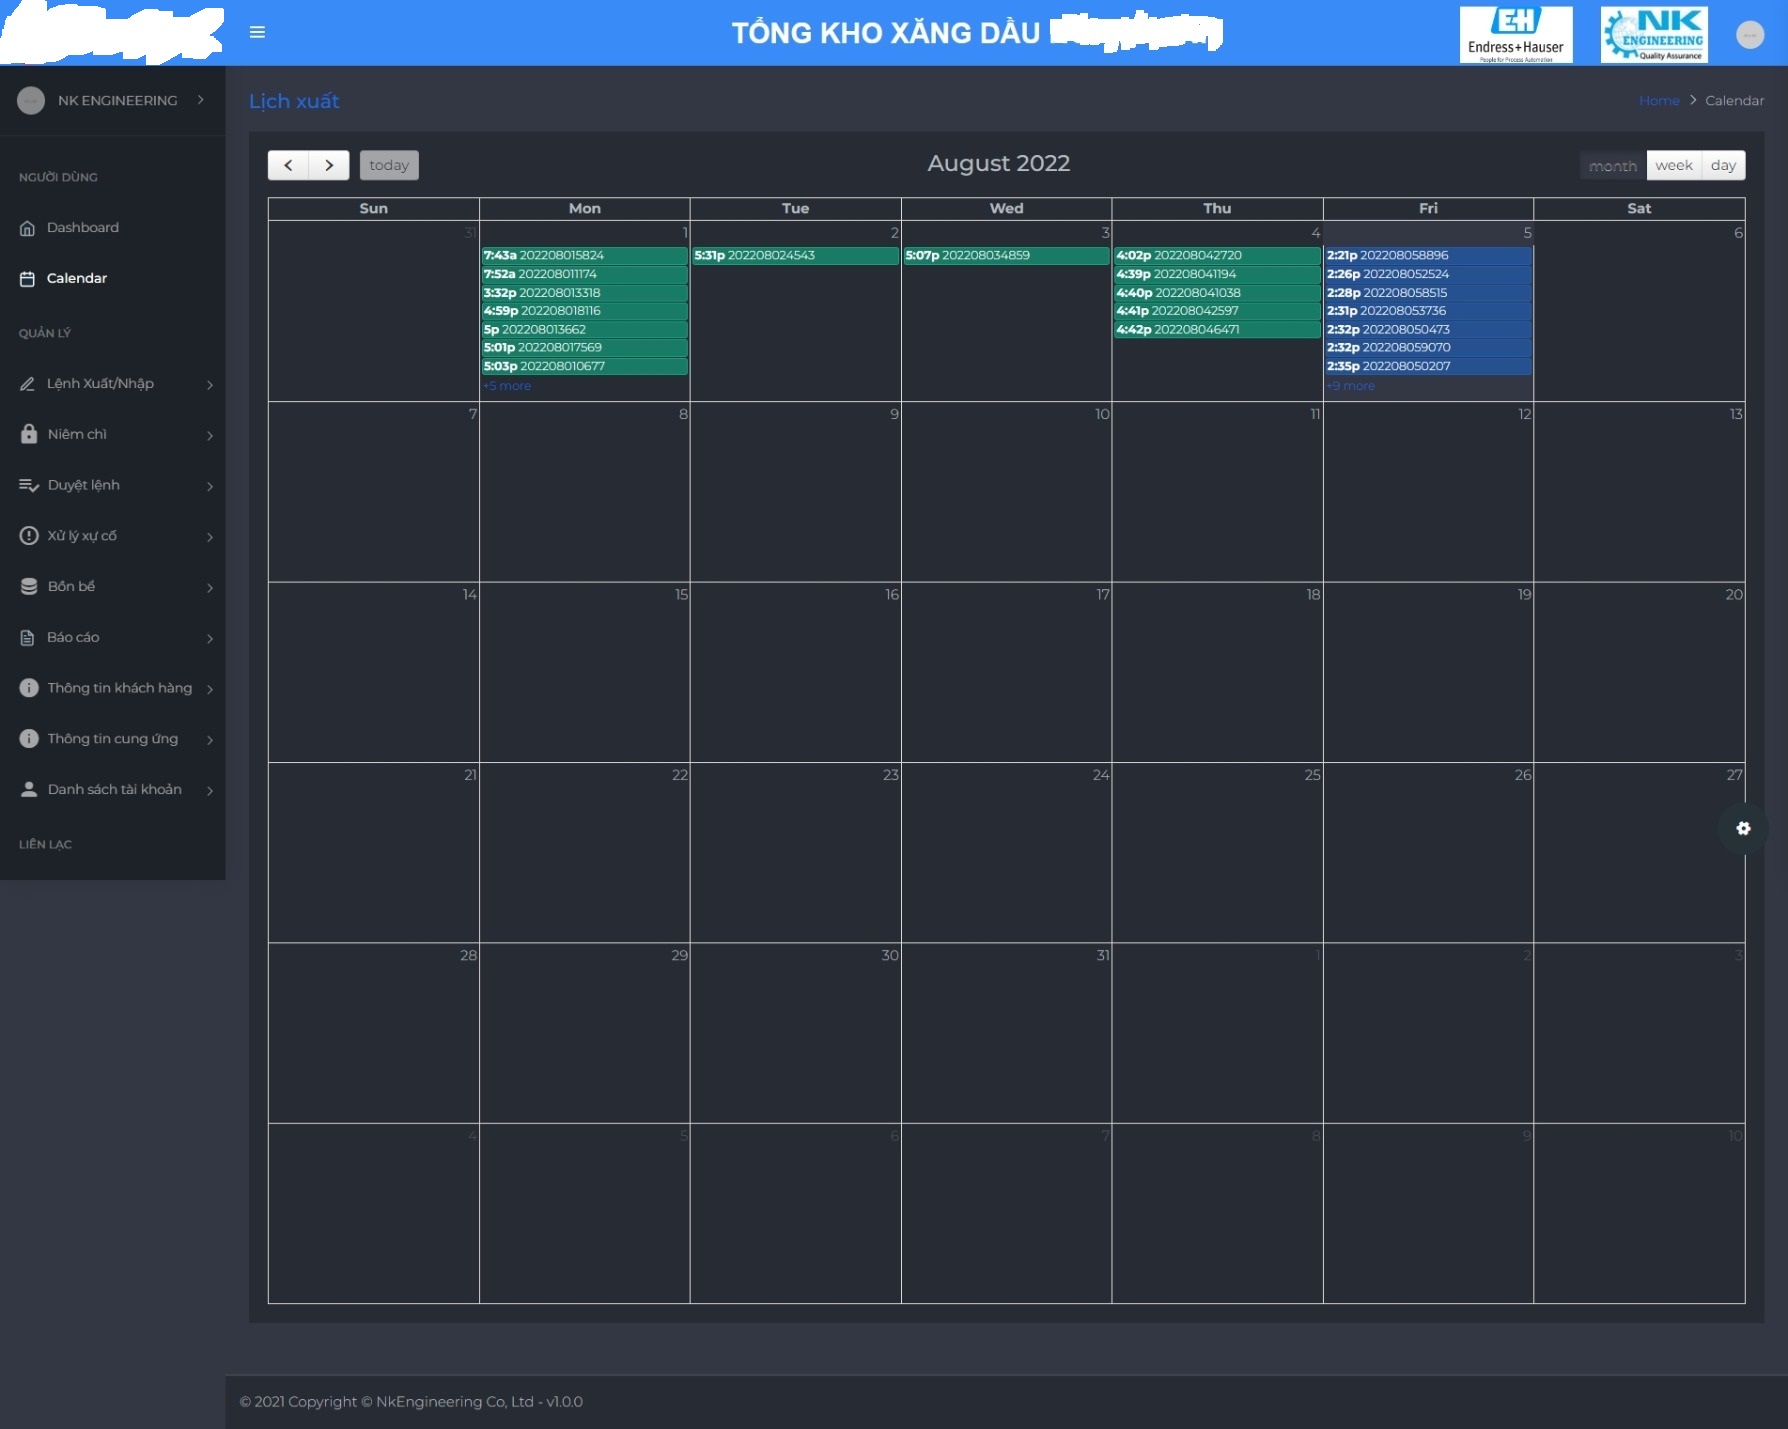 TỔNG KHO XĂNG DẦU
EH
Endress+Hauser
People for Process Automation
NK
ENGINEERING
Quality Assurance
NK ENGINEERING
Lịch xuất
Home > Calendar
NGƯỜI DÙNG
Dashboard
Calendar
QUẢN LÝ
Lệnh Xuất/Nhập
Niêm chì
Duyệt lệnh
Xử lý xự cố
Bồn bể
Báo cáo
Thông tin khách hàng
Thông tin cung ứng
Danh sách tài khoản
LIÊN LẠC
today
August 2022
month week day
Sun Mon Tue Wed Thu Fri Sat
31 1 2 3 4 5 6
7:43a 202208015824
7:52a 202208011174
3:32p 202208013318
4:59p 202208018116
5p 202208013662
5:01p 202208017569
5:03p 202208010677
+5 more
5:31p 202208024543
5:07p 202208034859
4:02p 202208042720
4:39p 202208041194
4:40p 202208041038
4:41p 202208042597
4:42p 202208046471
2:21p 202208058896
2:26p 202208052524
2:28p 202208058515
2:31p 202208053736
2:32p 202208050473
2:32p 202208059070
2:35p 202208050207
+9 more
7 8 9 10 11 12 13
14 15 16 17 18 19 20
21 22 23 24 25 26 27
28 29 30 31 1 2 3
4 5 6 7 8 9 10
© 2021 Copyright © NkEngineering Co, Ltd - v1.0.0